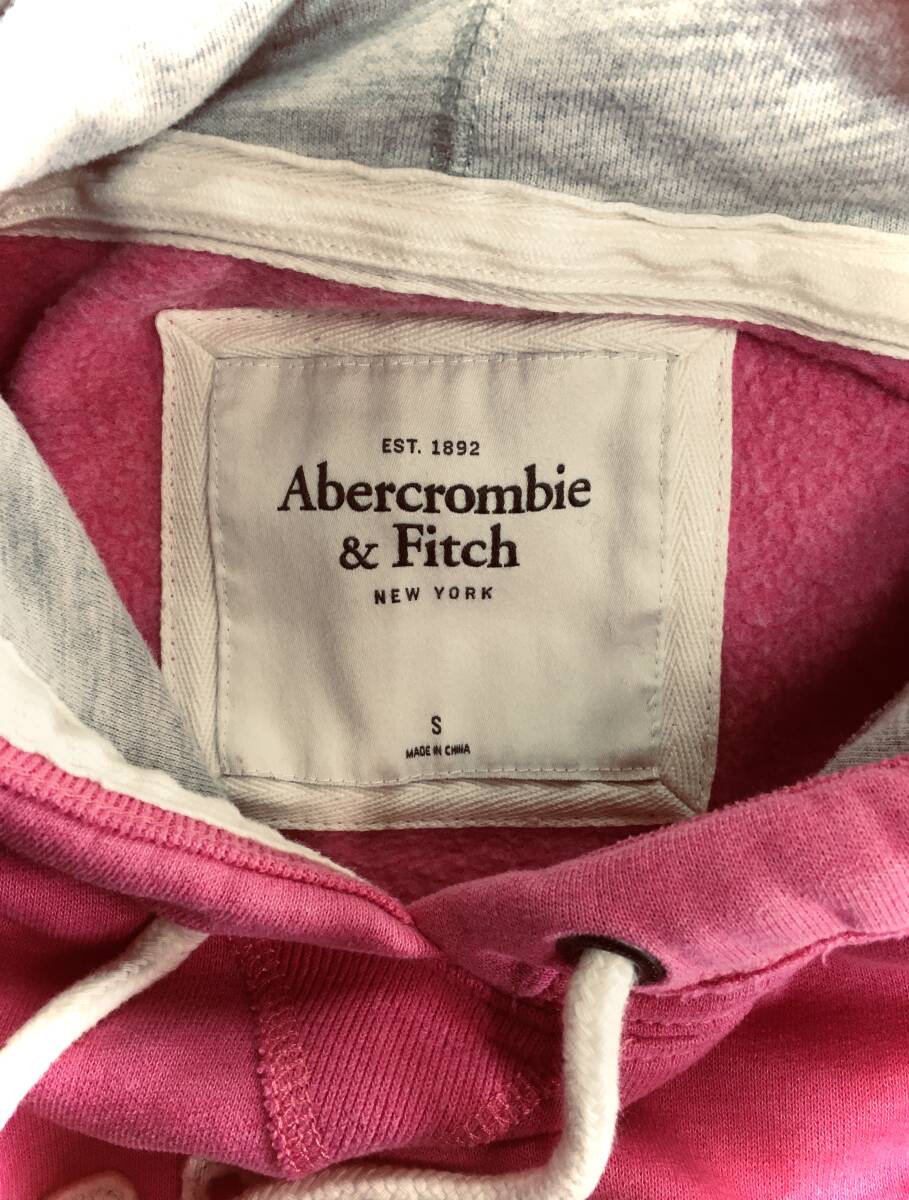 EST. 1892
Abercrombie
& Fitch
NEW YORK
S
MADE IN CHINA